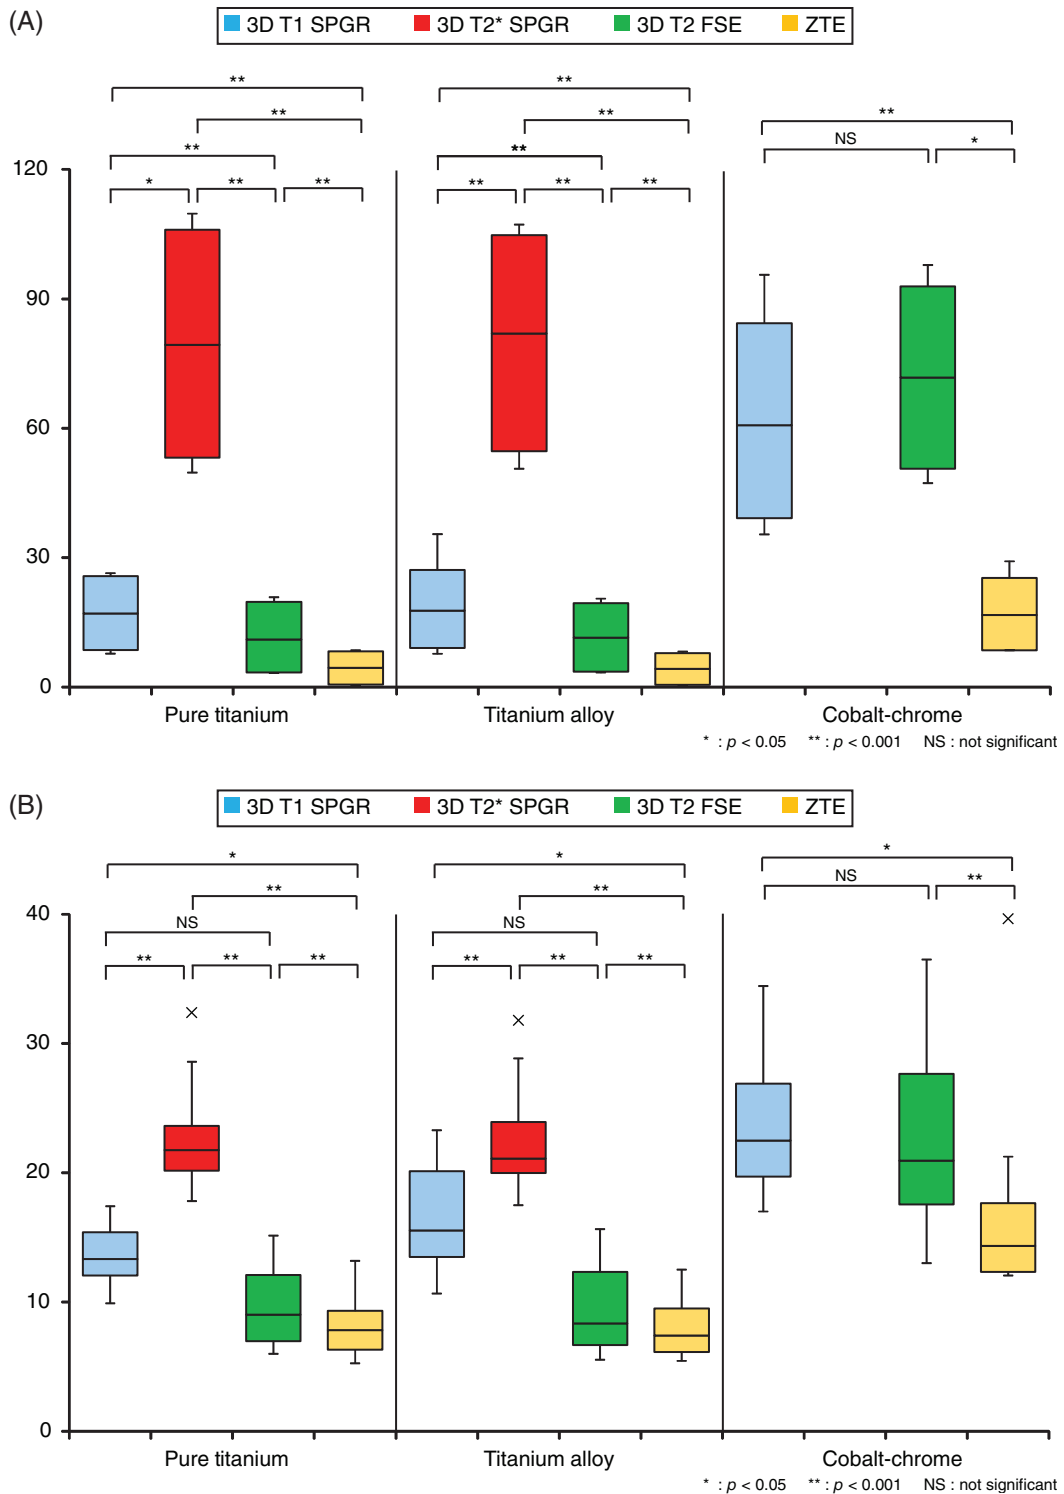 (A)
3D T1 SPGR 3D T2* SPGR 3D T2 FSE ZTE
** **
** ** **
** ** NS *
120
* ** ** ** ** **
90
60
30
0
Pure titanium Titanium alloy Cobalt-chrome
* : p < 0.05 ** : p < 0.001 NS : not significant
(B)
3D T1 SPGR 3D T2* SPGR 3D T2 FSE ZTE
* * *
** ** NS **
40
NS NS
** ** ** ** ** **
30
20
10
0
Pure titanium Titanium alloy Cobalt-chrome
* : p < 0.05 ** : p < 0.001 NS : not significant